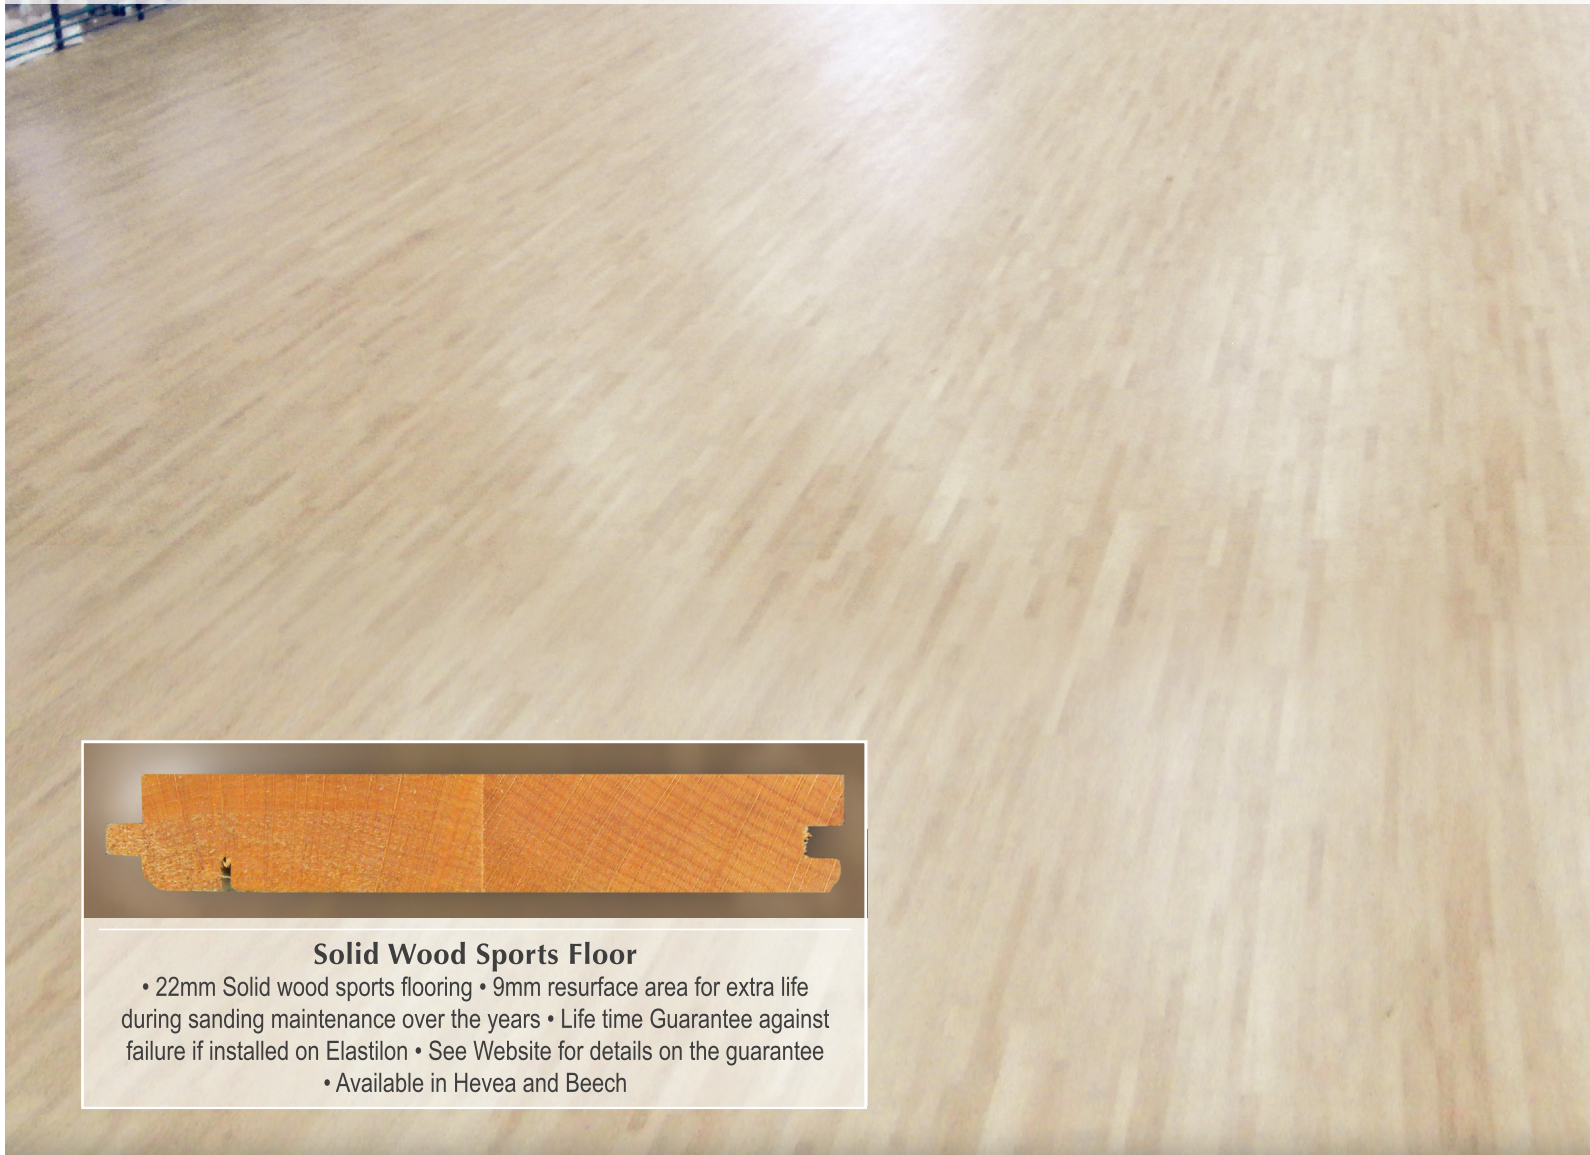 Solid Wood Sports Floor
• 22mm Solid wood sports flooring • 9mm resurface area for extra life
during sanding maintenance over the years • Life time Guarantee against
failure if installed on Elastilon • See Website for details on the guarantee
• Available in Hevea and Beech